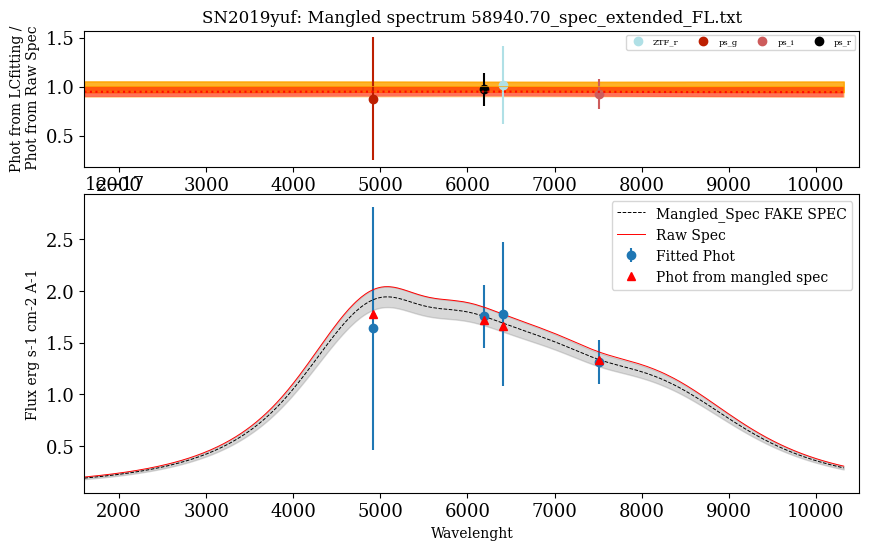 SN2019yuf: Mangled spectrum 58940.70_spec_extended_FL.txt
Phot from LCfitting /
Phot from Raw Spec
1.5
1.0
0.5
ZTF_r ps_g ps_i ps_r
2000 3000 4000 5000 6000 7000 8000 9000 10000
1e−17
Flux erg s-1 cm-2 A-1
2.5
2.0
1.5
1.0
0.5
Mangled_Spec FAKE SPEC
Raw Spec
Fitted Phot
Phot from mangled spec
2000 3000 4000 5000 6000 7000 8000 9000 10000
Wavelenght